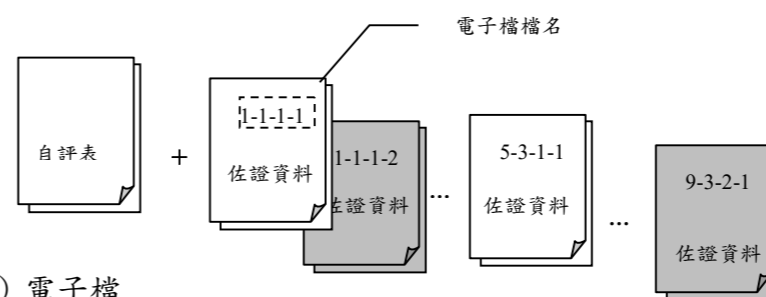 電子檔檔名
自評表
+
1-1-1-1
佐證資料
1-1-1-2
佐證資料
...
5-3-1-1
佐證資料
...
9-3-2-1
佐證資料
) 電子檔